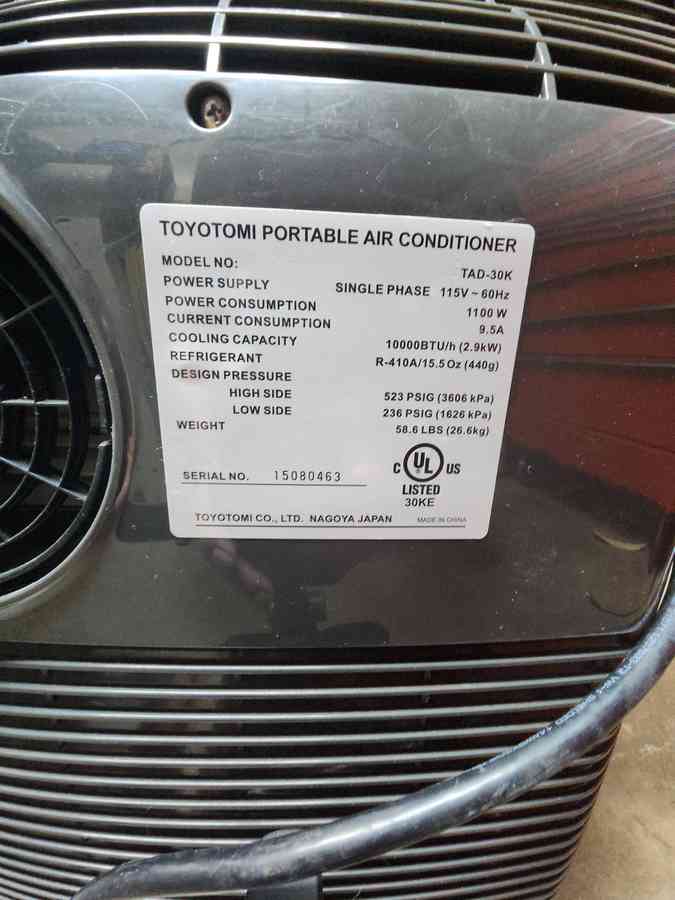 TOYOTOMI PORTABLE AIR CONDITIONER
MODEL NO: TAD-30K
POWER SUPPLY SINGLE PHASE 115V ~ 60Hz
POWER CONSUMPTION 1100 W
CURRENT CONSUMPTION 9.5A
COOLING CAPACITY 10000BTU/h (2.9kW)
REFRIGERANT R-410A/15.5 Oz (440g)
DESIGN PRESSURE
HIGH SIDE 523 PSIG (3606 kPa)
LOW SIDE 236 PSIG (1626 kPa)
WEIGHT 58.6 LBS (26.6kg)
SERIAL NO. 15080463
C UL US
LISTED
30KE
TOYOTOMI CO., LTD. NAGOYA JAPAN MADE IN CHINA